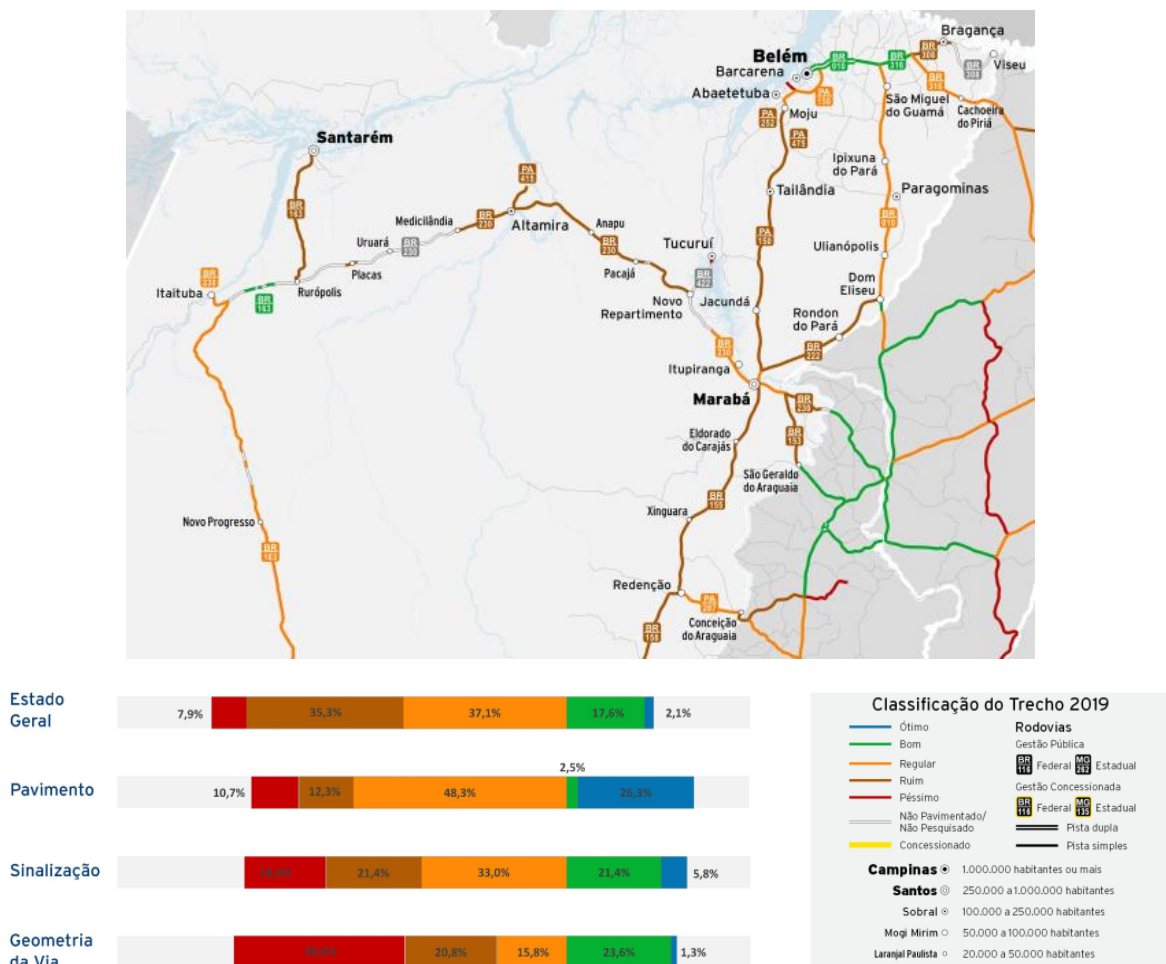 Bragança
BR
308
Belém
BR
010
BR
316
Viseu
BR
308
Barcarena
BR
316
Abaetetuba
PA
150
São Miguel
do Guamá
Cachoeira
do Piriá
PA
252
Moju
PA
475
Santarém
Ipixuna
do Pará
PA
415
Tailândia
Paragominas
BR
163
Medicilândia
BR
230
Altamira
Anapu
BR
010
PA
150
Uruará
BR
230
BR
230
Tucuruí
Ulianópolis
Placas
Pacajá
BR
422
Dom
Eliseu
BR
230
Itaituba
Rurópolis
BR
163
Novo
Repartimento
Jacundá
Rondon
do Pará
BR
230
BR
222
Itupiranga
Marabá
BR
230
Eldorado
do Carajás
BR
153
São Geraldo
do Araguaia
BR
155
Xinguara
Novo Progresso
BR
163
Redenção
PA
287
Conceição
do Araguaia
BR
158
Estado
Geral
7,9%
35,3%
37,1%
17,6%
2,1%
Pavimento
10,7%
12,3%
48,3%
2,5%
26,3%
Sinalização
21,4%
33,0%
21,4%
5,8%
Geometria
da Via
20,8%
15,8%
23,6%
1,3%
Classificação do Trecho 2019
Ótimo
Bom
Regular
Ruim
Péssimo
Não Pavimentado/
Não Pesquisado
Concessionado
Rodovias
Gestão Pública
BR
116
Federal
MG
262
Estadual
Gestão Concessionada
BR
116
Federal
MG
135
Estadual
Pista dupla
Pista simples
Campinas 1.000.000 habitantes ou mais
Santos 250.000 a 1.000.000 habitantes
Sobral 100.000 a 250.000 habitantes
Mogi Mirim 50.000 a 100.000 habitantes
Laranjal Paulista 20.000 a 50.000 habitantes